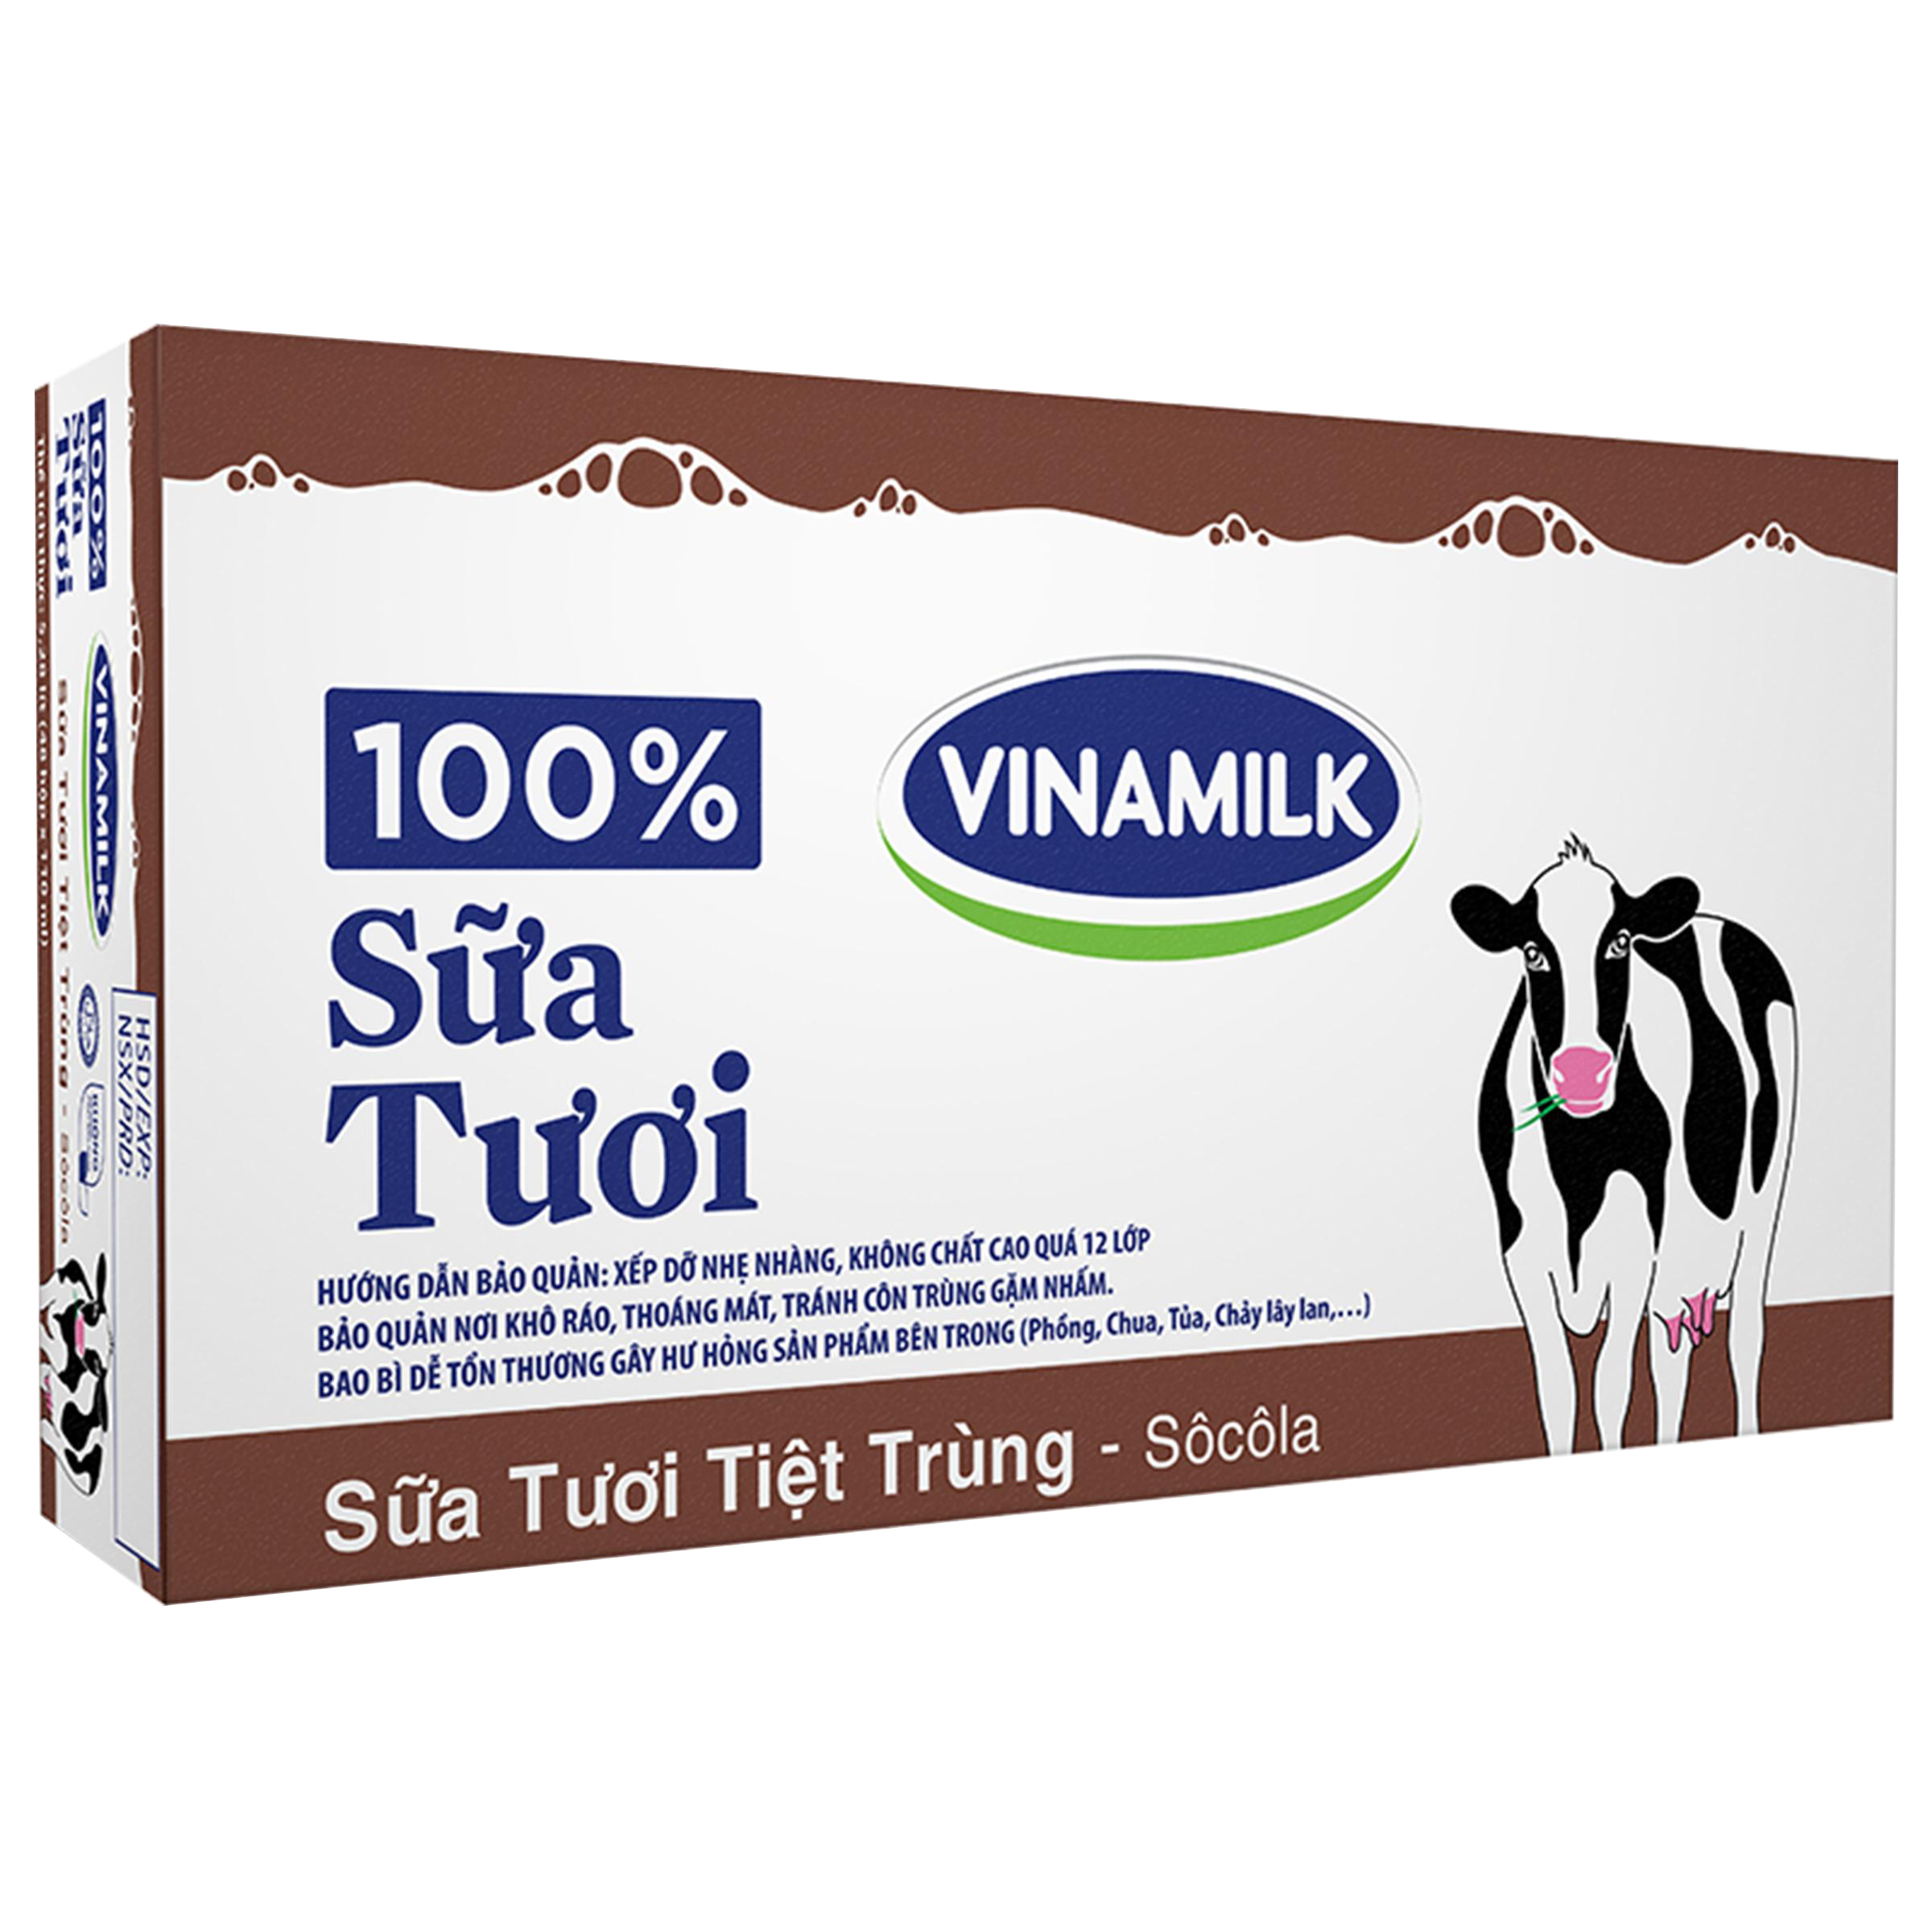 100%
Sữa
Tươi
VINAMILK
HƯỚNG DẪN BẢO QUẢN: XẾP DỠ NHẸ NHÀNG, KHÔNG CHẤT CAO QUÁ 12 LỚP
BẢO QUẢN NƠI KHÔ RÁO, THOÁNG MÁT, TRÁNH CÔN TRÙNG GẶM NHẤM.
BAO BÌ DỄ TỔN THƯƠNG GÂY HƯ HỎNG SẢN PHẨM BÊN TRONG (Phồng, Chua, Tủa, Chảy lây lan,...)
Sữa Tươi Tiệt Trùng - Sôcôla
100%
Sữa
Tươi
VINAMILK
Sữa Tươi Tiệt Trùng - Sôcôla
Thể tích thực:
HSD/EXP:
NSX/PRD: